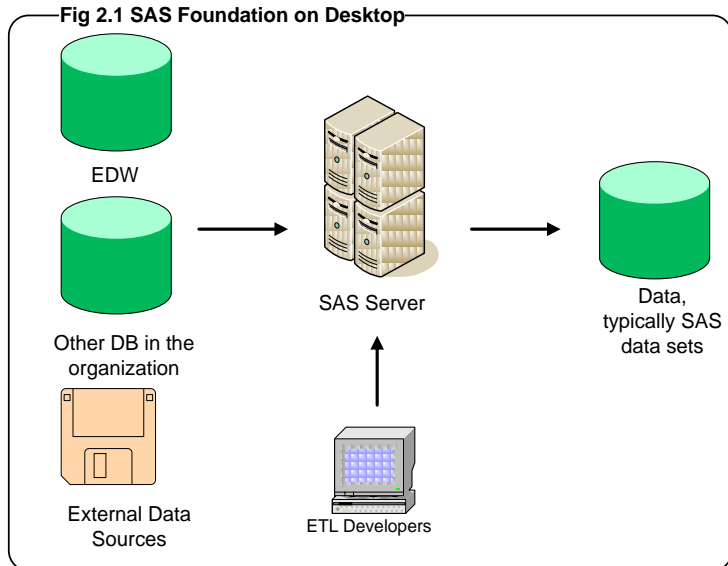 Fig 2.1 SAS Foundation on Desktop
EDW
Other DB in the
organization
External Data
Sources
SAS Server
ETL Developers
Data,
typically SAS
data sets